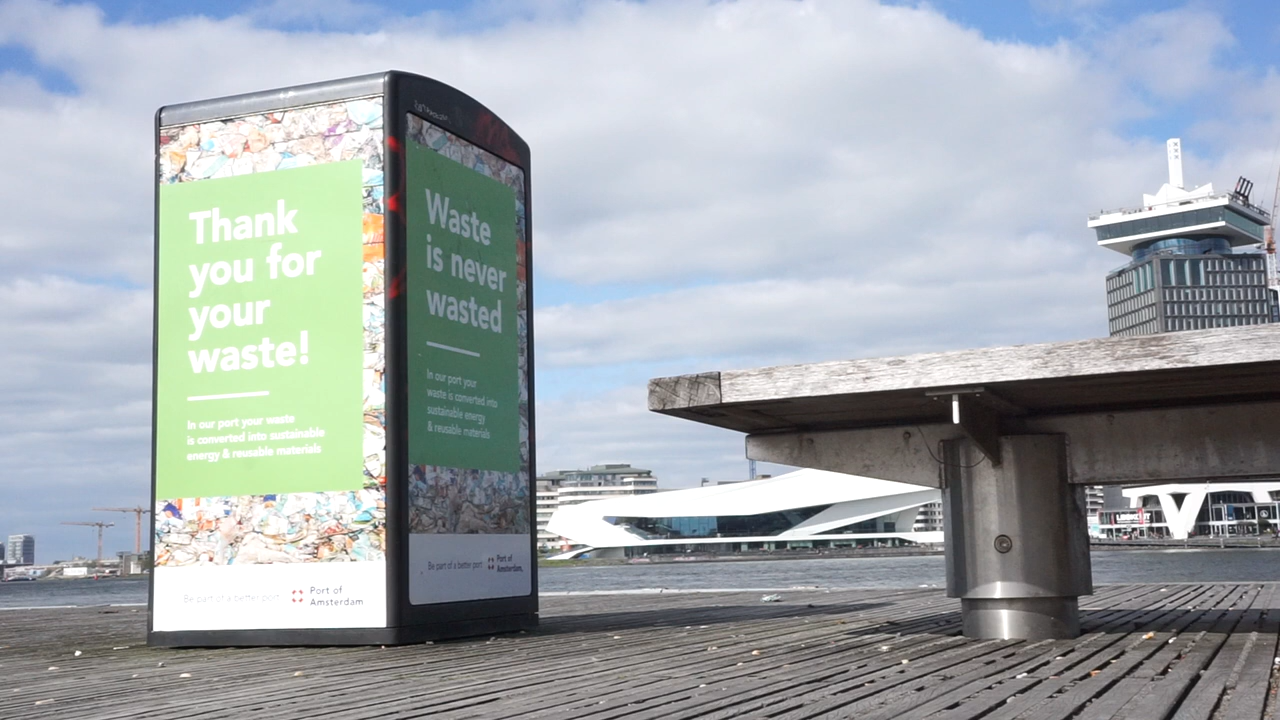 Thank
you for
your
waste!
In our port your waste
is converted into sustainable
energy & reusable materials
Be part of a better port
Port of
Amsterdam
Waste
is never
wasted
In our port your
waste is converted into
sustainable energy
& reusable materials
Be part of a better port
Port of
Amsterdam